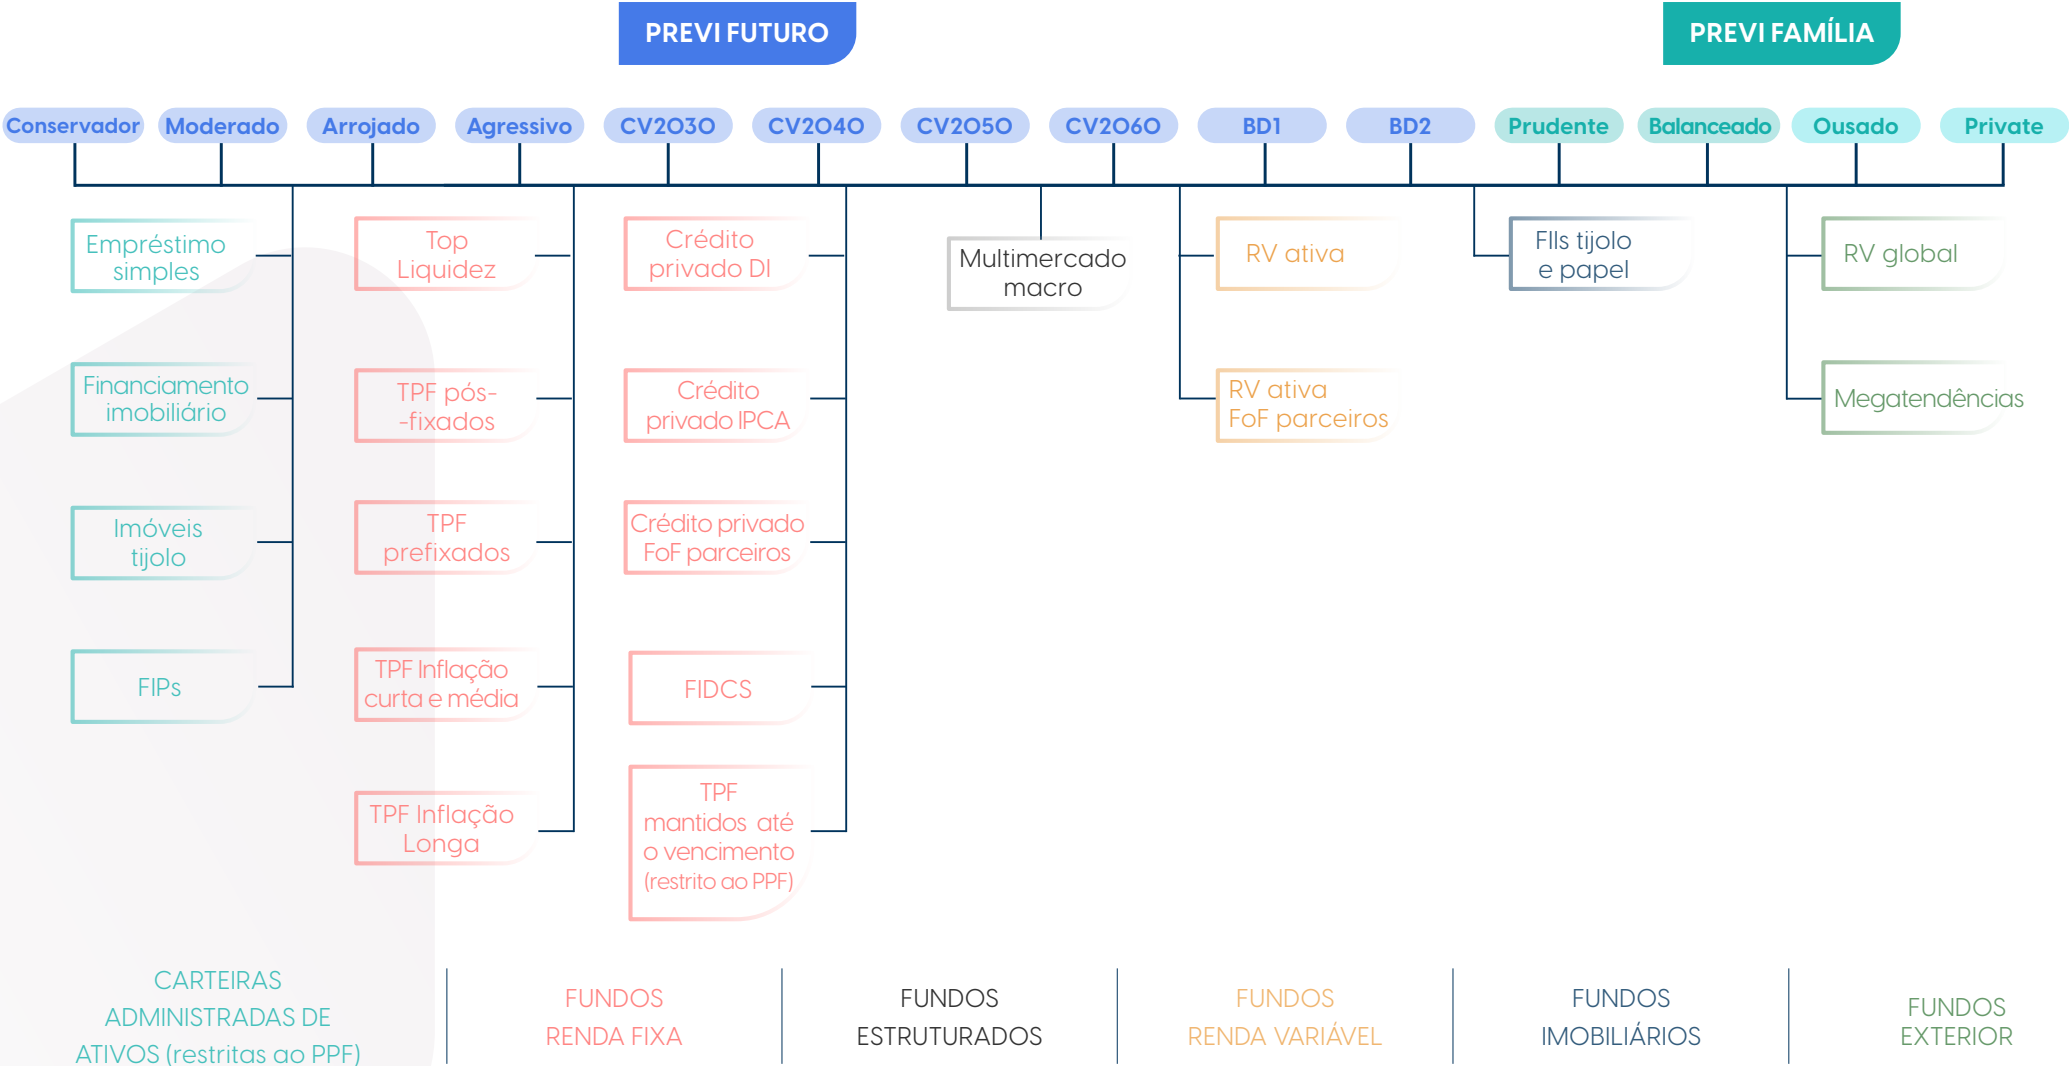 PREVI FUTURO
PREVI FAMÍLIA
Conservador
Moderado
Arrojado
Agressivo
CV2030
CV2040
CV2050
CV2060
BD1
BD2
Prudente
Balanceado
Ousado
Private
Empréstimo
simples
Financiamento
imobiliário
Imóveis
tijolo
FIPs
Top
Liquidez
TPF pós-
-fixados
TPF
prefixados
TPF Inflação
curta e média
TPF Inflação
Longa
Crédito
privado DI
Crédito
privado IPCA
Crédito privado
FoF parceiros
FIDCS
TPF
mantidos até
o vencimento
(restrito ao PPF)
Multimercado
macro
RV ativa
RV ativa
FoF parceiros
FIIs tijolo
e papel
RV global
Megatendências
CARTEIRAS
ADMINISTRADAS DE
ATIVOS (restritas ao PPF)
FUNDOS
RENDA FIXA
FUNDOS
ESTRUTURADOS
FUNDOS
RENDA VARIÁVEL
FUNDOS
IMOBILIÁRIOS
FUNDOS
EXTERIOR